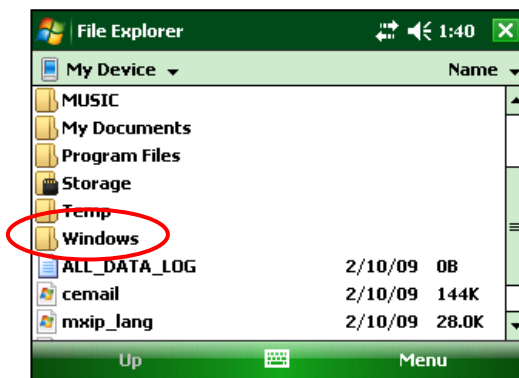 File Explorer 1:40
My Device Name
MUSIC
My Documents
Program Files
Storage
Temp
Windows
ALL_DATA_LOG 2/10/09 0B
cemail 2/10/09 144K
mxip_lang 2/10/09 28.0K
Up Menu